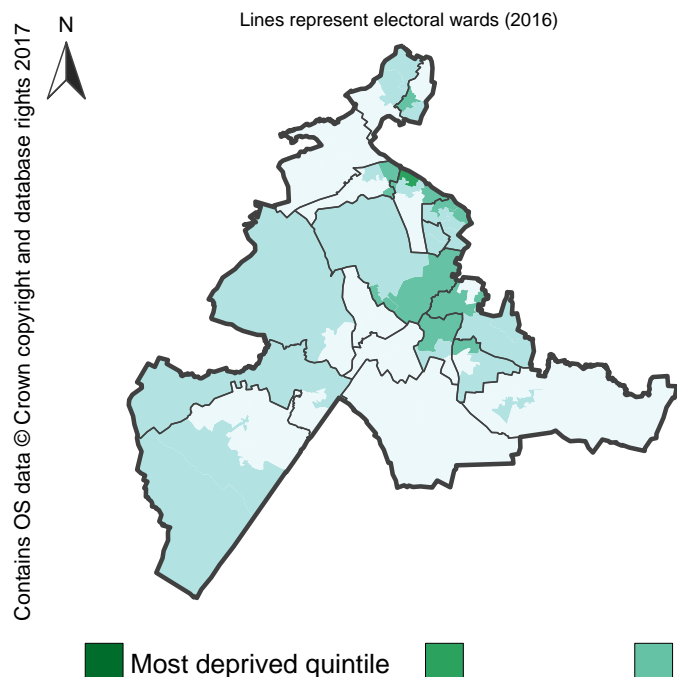 Lines represent electoral wards (2016)
N
Contains OS data © Crown copyright and database rights 2017
Most deprived quintile